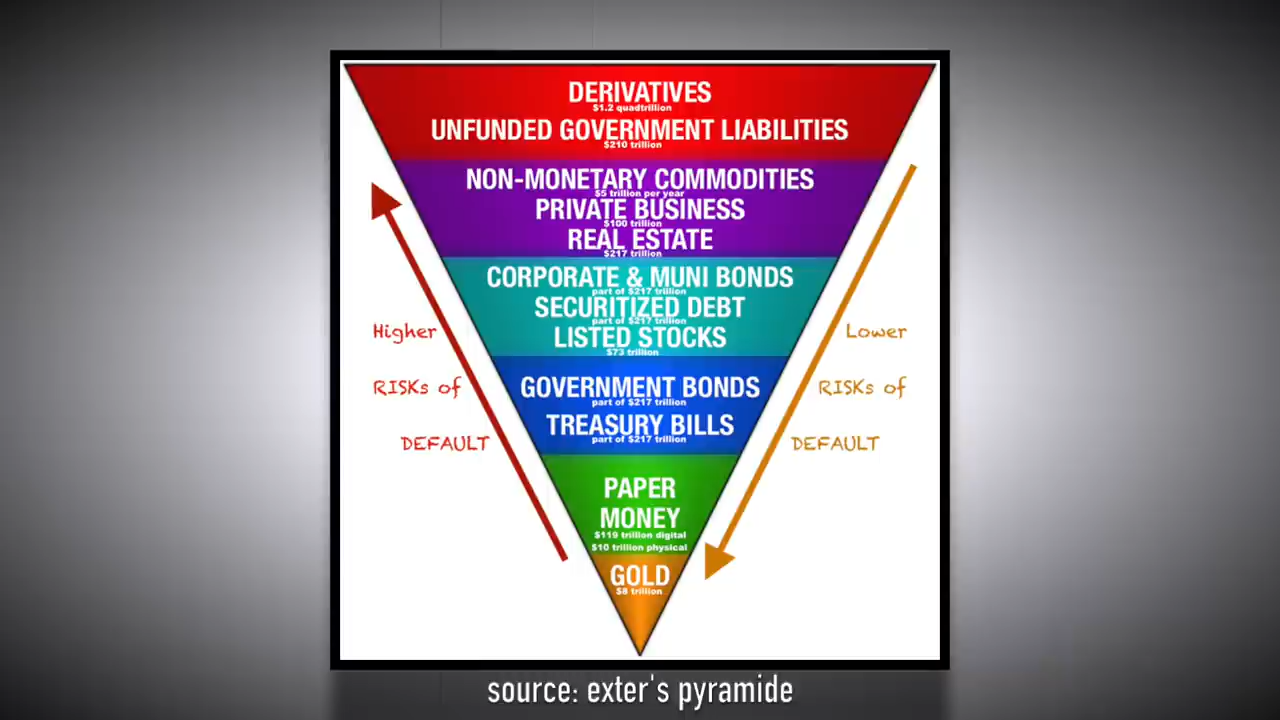 DERIVATIVES
$1.2 quadtrillion
UNFUNDED GOVERNMENT LIABILITIES
$210 trillion
NON-MONETARY COMMODITIES
$5 trillion per year
PRIVATE BUSINESS
$100 trillion
REAL ESTATE
$217 trillion
CORPORATE & MUNI BONDS
part of $217 trillion
SECURITIZED DEBT
part of $217 trillion
LISTED STOCKS
$73 trillion
GOVERNMENT BONDS
part of $217 trillion
TREASURY BILLS
part of $217 trillion
PAPER
MONEY
$119 trillion digital
$10 trillion physical
GOLD
$8 trillion
Higher
RISKs of
DEFAULT
Lower
RISKs of
DEFAULT
source: exter's pyramide